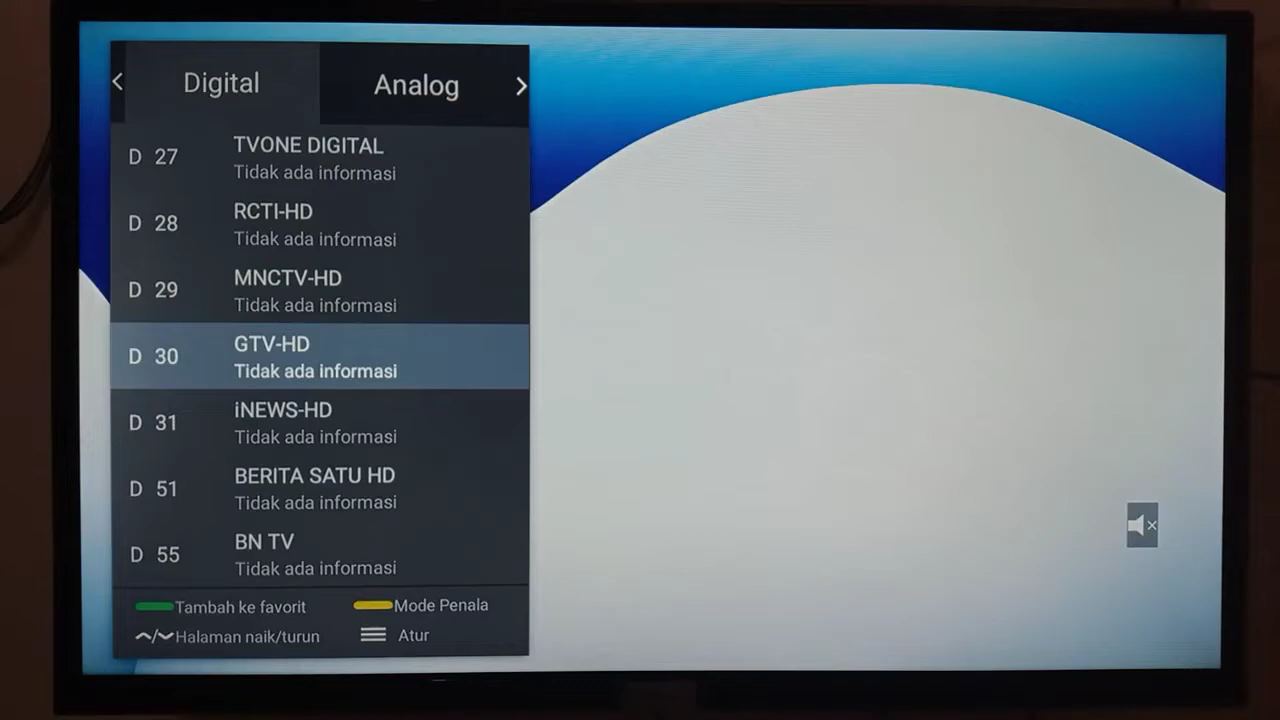 Digital
Analog
D 27
TVONE DIGITAL
Tidak ada informasi
D 28
RCTI-HD
Tidak ada informasi
D 29
MNCTV-HD
Tidak ada informasi
D 30
GTV-HD
Tidak ada informasi
D 31
iNEWS-HD
Tidak ada informasi
D 51
BERITA SATU HD
Tidak ada informasi
D 55
BN TV
Tidak ada informasi
Tambah ke favorit
Mode Penala
Halaman naik/turun
Atur